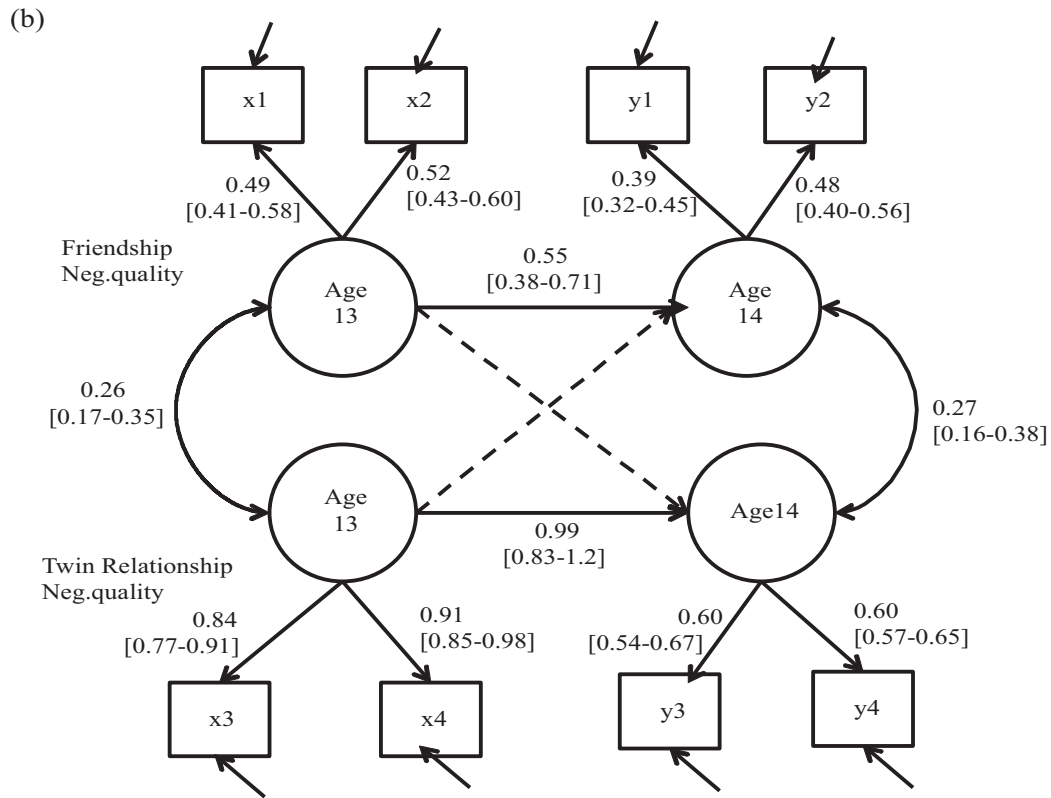 (b)
x1
x2
y1
y2
0.49
[0.41-0.58]
0.52
[0.43-0.60]
0.39
[0.32-0.45]
0.48
[0.40-0.56]
Friendship
Neg.quality
Age
13
0.55
[0.38-0.71]
Age
14
0.26
[0.17-0.35]
0.27
[0.16-0.38]
Age
13
0.99
[0.83-1.2]
Age14
Twin Relationship
Neg.quality
0.84
[0.77-0.91]
0.91
[0.85-0.98]
0.60
[0.54-0.67]
0.60
[0.57-0.65]
x3
x4
y3
y4